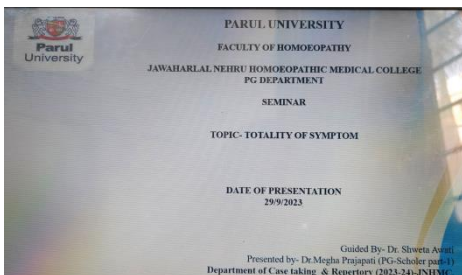 Parul
University
PARUL UNIVERSITY
FACULTY OF HOMOEOPATHY
JAWAHARLAL NEHRU HOMOEOPATHIC MEDICAL COLLEGE
PG DEPARTMENT
SEMINAR
TOPIC- TOTALITY OF SYMPTOM
DATE OF PRESENTATION
29/9/2023
Guided By- Dr. Shweta Awati
Presented by- Dr.Megha Prajapati (PG-Scholer part-1)
Department of Case taking & Repertory (2023-24)-JNHMC